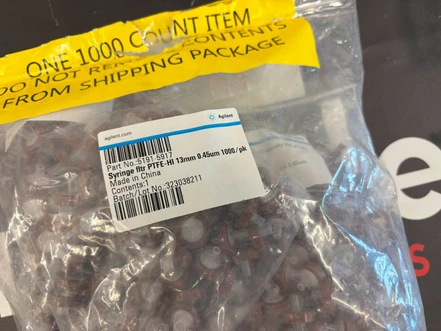 ONE 1000 COUNT ITEM
DO NOT REMOVE CONTENTS
FROM SHIPPING PACKAGE
agilent.com
Agilent
Part No.:5191-5917
Syringe fltr PTFE-HI 13mm 0.45um 1000/pk
Made in China
Contents:1
Batch/Lot No.:323038211
e
s